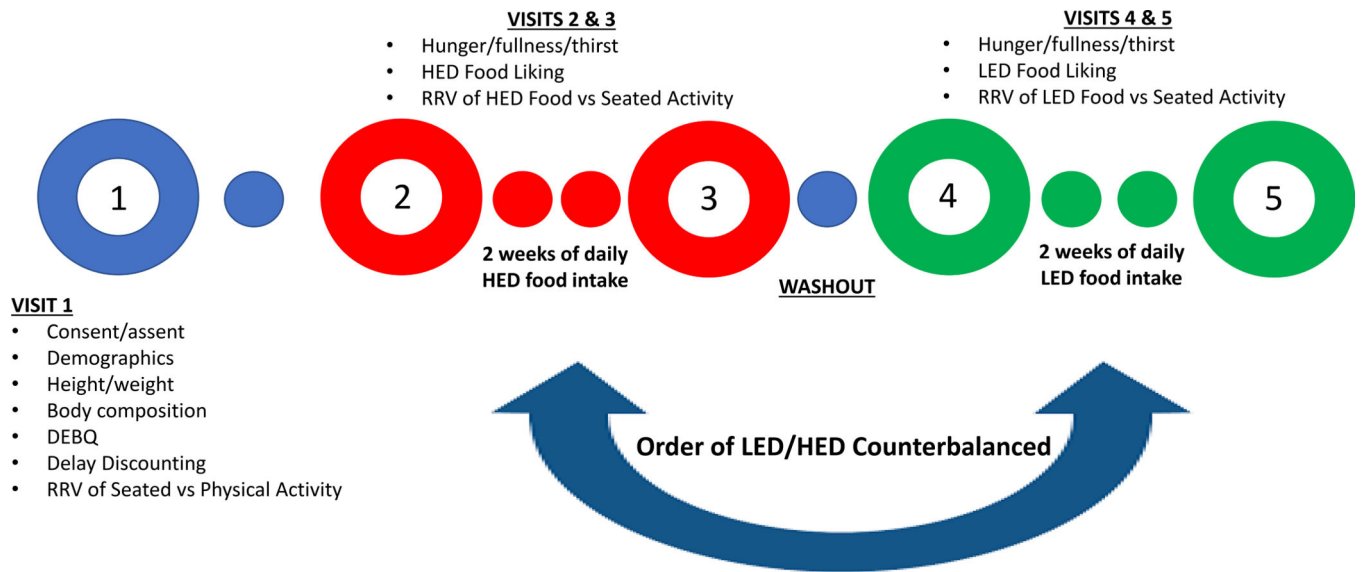 VISITS 2 & 3
• Hunger/fullness/thirst
• HED Food Liking
• RRV of HED Food vs Seated Activity
VISITS 4 & 5
• Hunger/fullness/thirst
• LED Food Liking
• RRV of LED Food vs Seated Activity
1
2
3
4
5
2 weeks of daily
HED food intake
WASHOUT
2 weeks of daily
LED food intake
VISIT 1
• Consent/assent
• Demographics
• Height/weight
• Body composition
• DEBQ
• Delay Discounting
• RRV of Seated vs Physical Activity
Order of LED/HED Counterbalanced